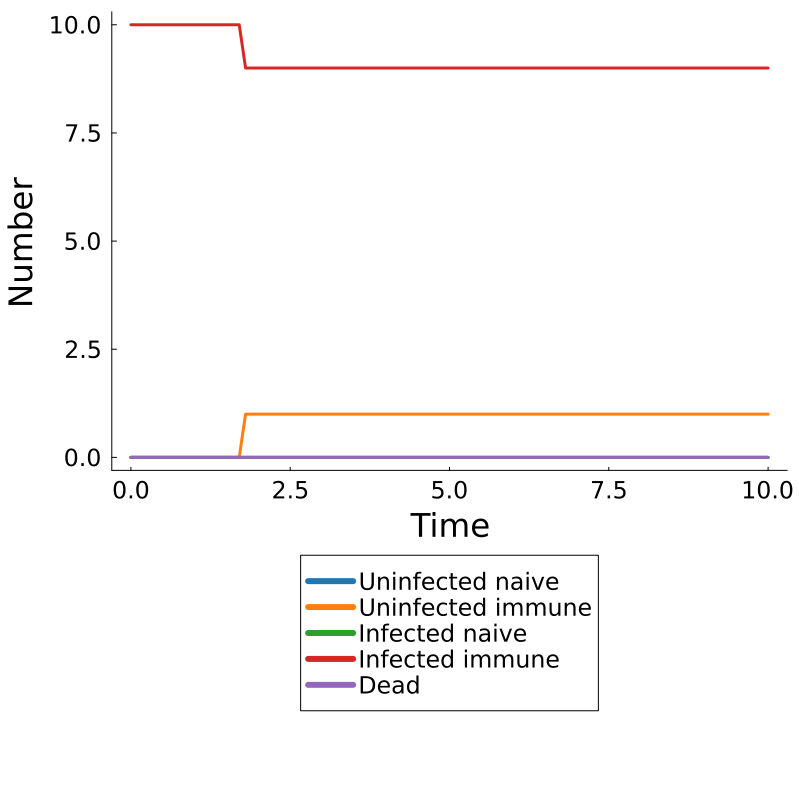 10.0
7.5
5.0
2.5
0.0
Number
0.0 2.5 5.0 7.5 10.0
Time
Uninfected naive
Uninfected immune
Infected naive
Infected immune
Dead